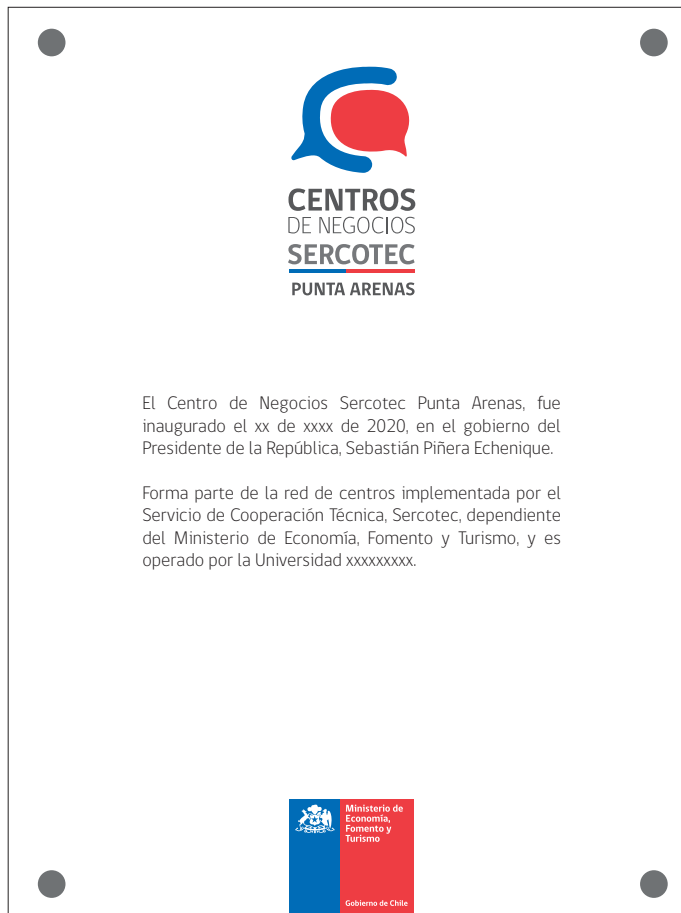 CENTROS
DE NEGOCIOS
SERCOTEC
PUNTA ARENAS
El Centro de Negocios Sercotec Punta Arenas, fue
inaugurado el xx de xxxx de 2020, en el gobierno del
Presidente de la República, Sebastián Piñera Echenique.
Forma parte de la red de centros implementada por el
Servicio de Cooperación Técnica, Sercotec, dependiente
del Ministerio de Economía, Fomento y Turismo, y es
operado por la Universidad xxxxxxxxx.
Ministerio de
Economía,
Fomento y
Turismo
Gobierno de Chile